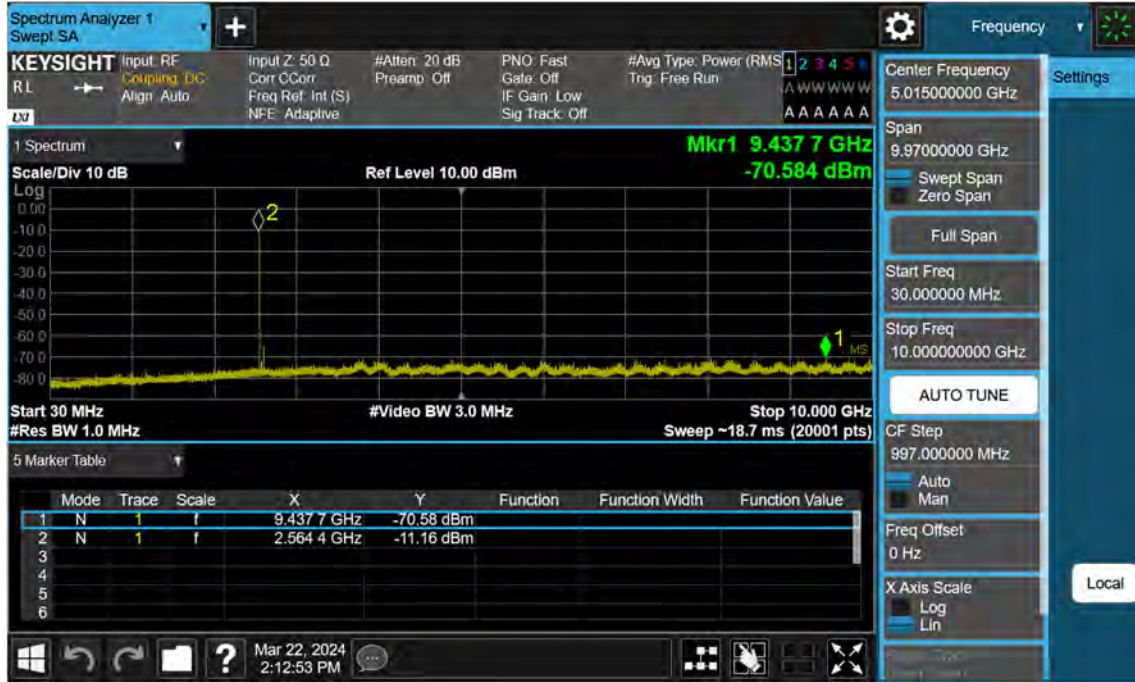 Spectrum Analyzer 1
Swept SA
Frequency
KEYSIGHT
Input: RF
Coupling: DC
Align: Auto
Input Z: 50 Ω
Corr CCorr
Freq Ref: Int (S)
NFE: Adaptive
#Atten: 20 dB
Preamp: Off
PNO: Fast
Gate: Off
IF Gain: Low
Sig Track: Off
#Avg Type: Power (RMS
Trig: Free Run
1 2 3 4 5 6
A W W W W W
A A A A A A
R L
LXI
1 Spectrum
Mkr1 9.437 7 GHz
-70.584 dBm
Scale/Div 10 dB
Ref Level 10.00 dBm
Log
0.00
-10.0
-20.0
-30.0
-40.0
-50.0
-60.0
-70.0
-80.0
2
1
MS
Start 30 MHz
#Video BW 3.0 MHz
Stop 10.000 GHz
#Res BW 1.0 MHz
Sweep ~18.7 ms (20001 pts)
5 Marker Table
Mode Trace Scale X Y Function Function Width Function Value
1 N 1 f 9.437 7 GHz -70.58 dBm
2 N 1 f 2.564 4 GHz -11.16 dBm
3
4
5
6
?
Mar 22, 2024
2:12:53 PM
Center Frequency
5.015000000 GHz
Settings
Span
9.97000000 GHz
Swept Span
Zero Span
Full Span
Start Freq
30.000000 MHz
Stop Freq
10.000000000 GHz
AUTO TUNE
CF Step
997.000000 MHz
Auto
Man
Freq Offset
0 Hz
X Axis Scale
Log
Lin
Local